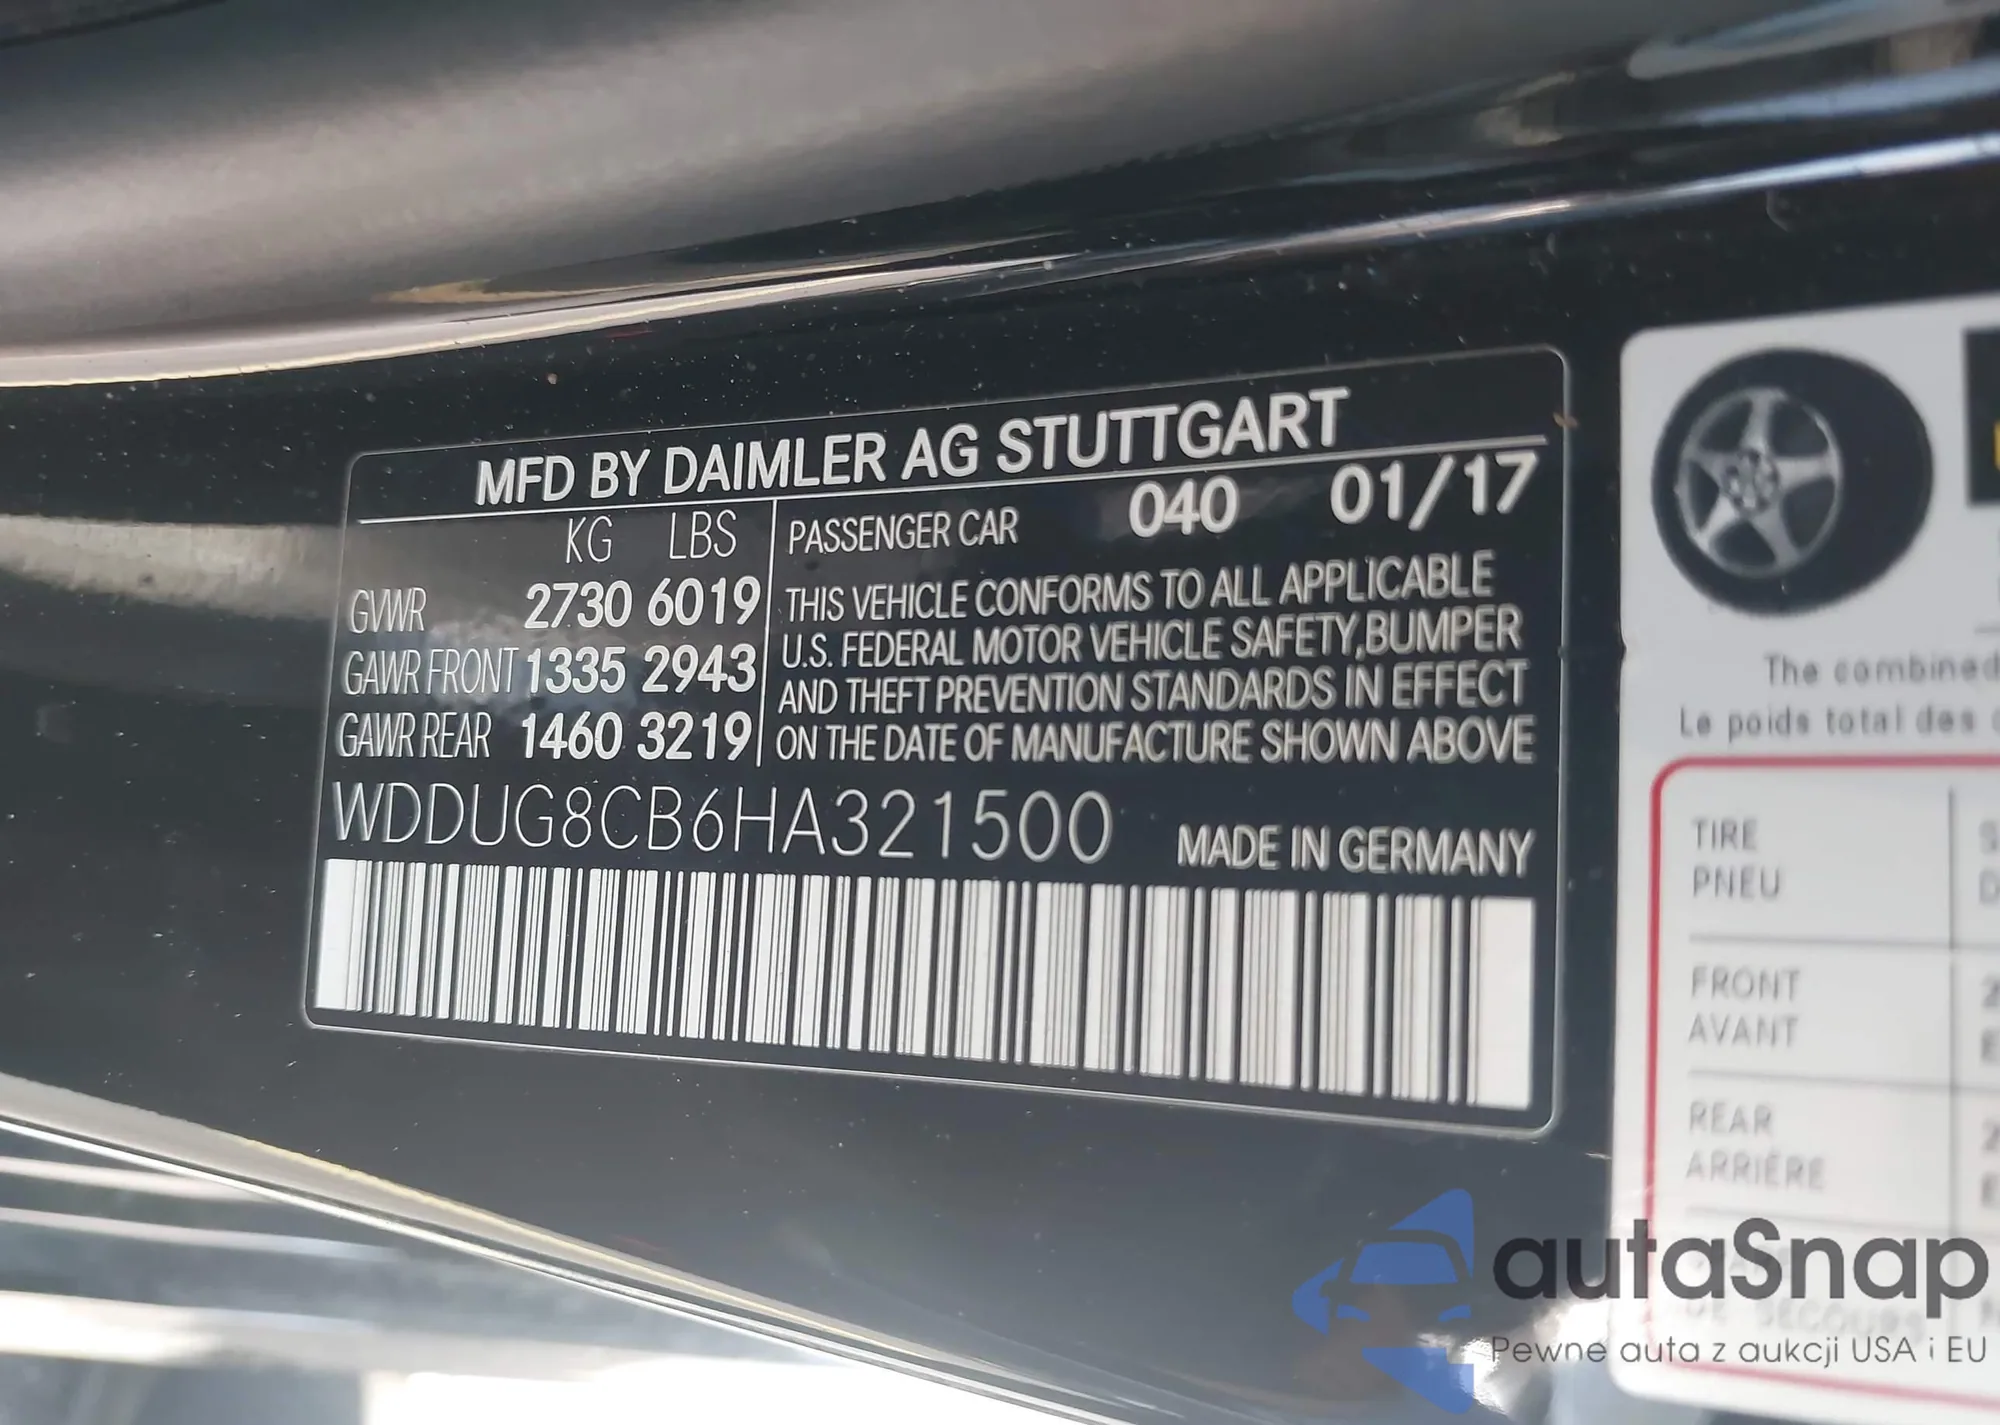 MFD BY DAIMLER AG STUTTGART
KG LBS
GVWR 2730 6019
GAWR FRONT 1335 2943
GAWR REAR 1460 3219
PASSENGER CAR 040 01/17
THIS VEHICLE CONFORMS TO ALL APPLICABLE
U.S. FEDERAL MOTOR VEHICLE SAFETY,BUMPER
AND THEFT PREVENTION STANDARDS IN EFFECT
ON THE DATE OF MANUFACTURE SHOWN ABOVE
WDDUG8CB6HA321500
MADE IN GERMANY
The combined
Le poids total des
TIRE
PNEU
FRONT
AVANT
REAR
ARRIÈRE
autaSnap
Pewne auta z aukcji USA i EU